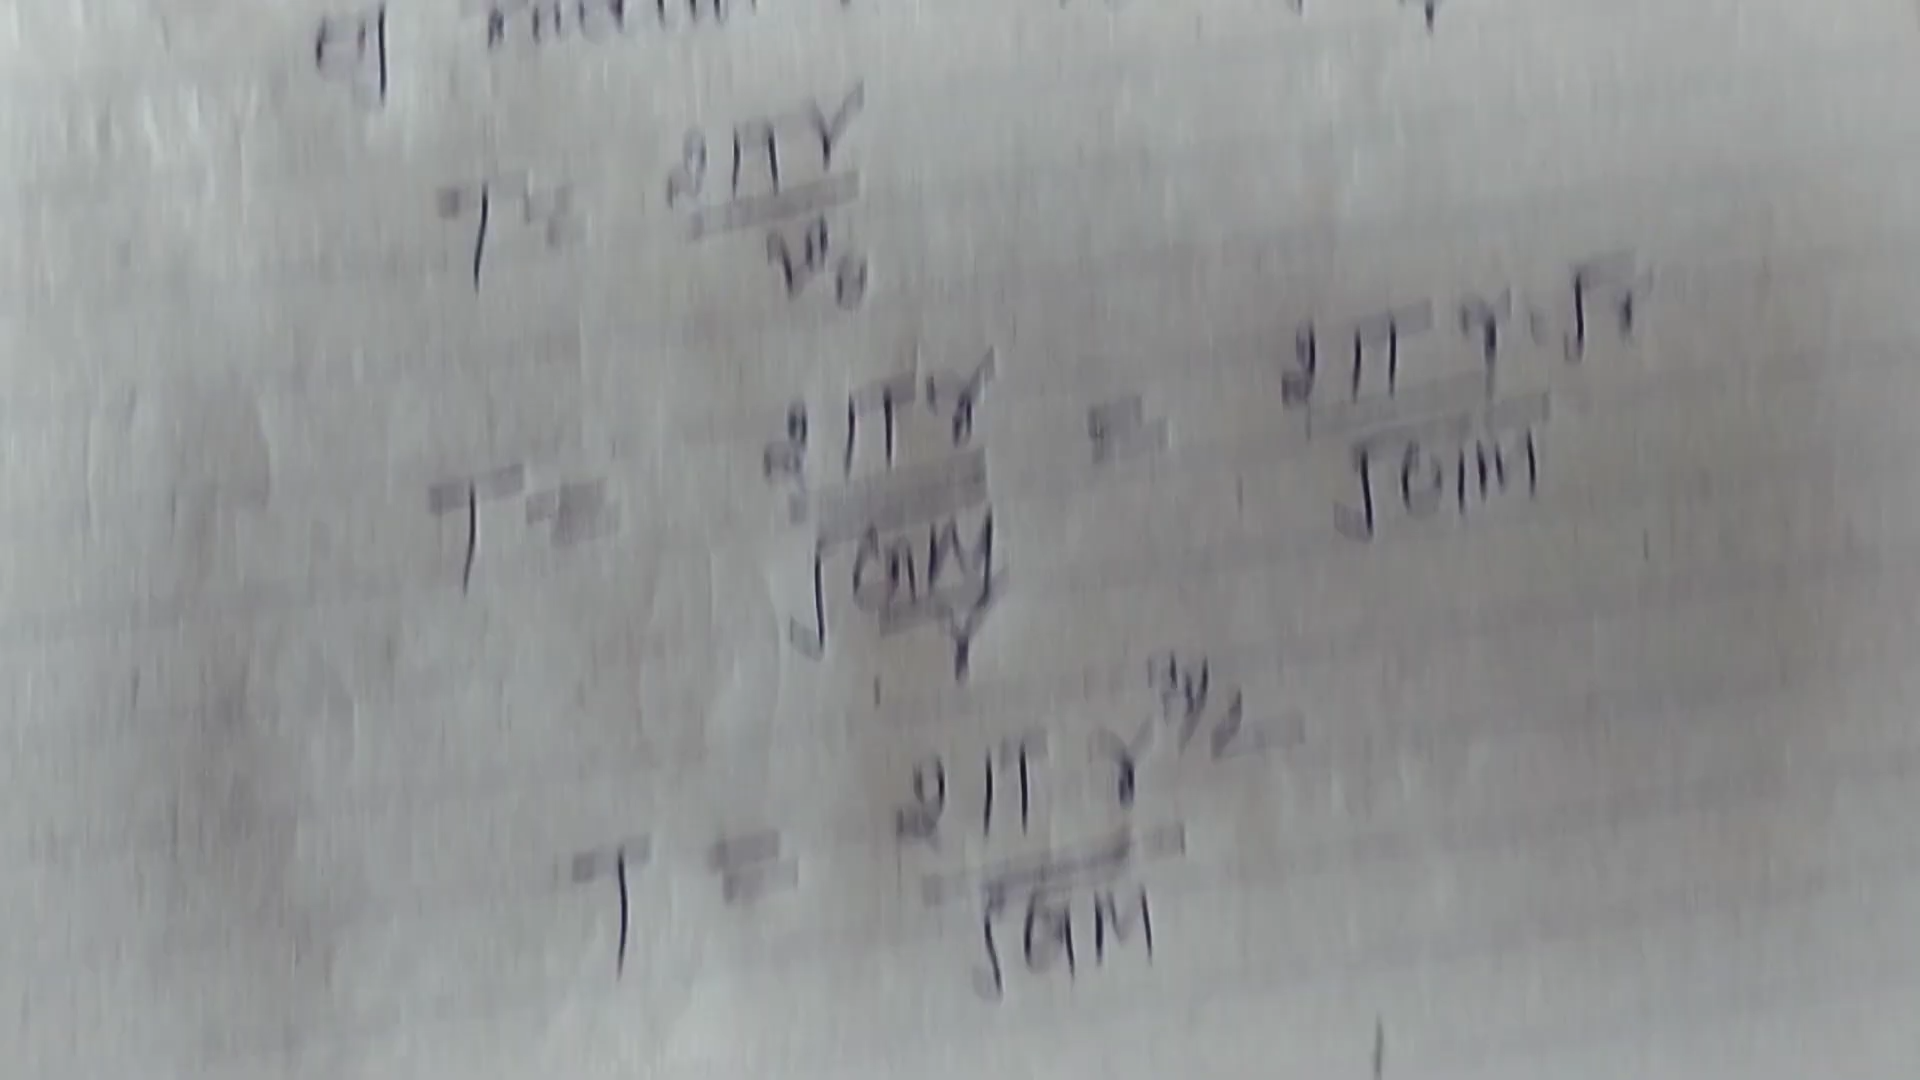 T = 2πr / v₀
T = 2πr / √(GM/r) = 2πr·√r / √GM
T = 2πr^3/2 / √GM